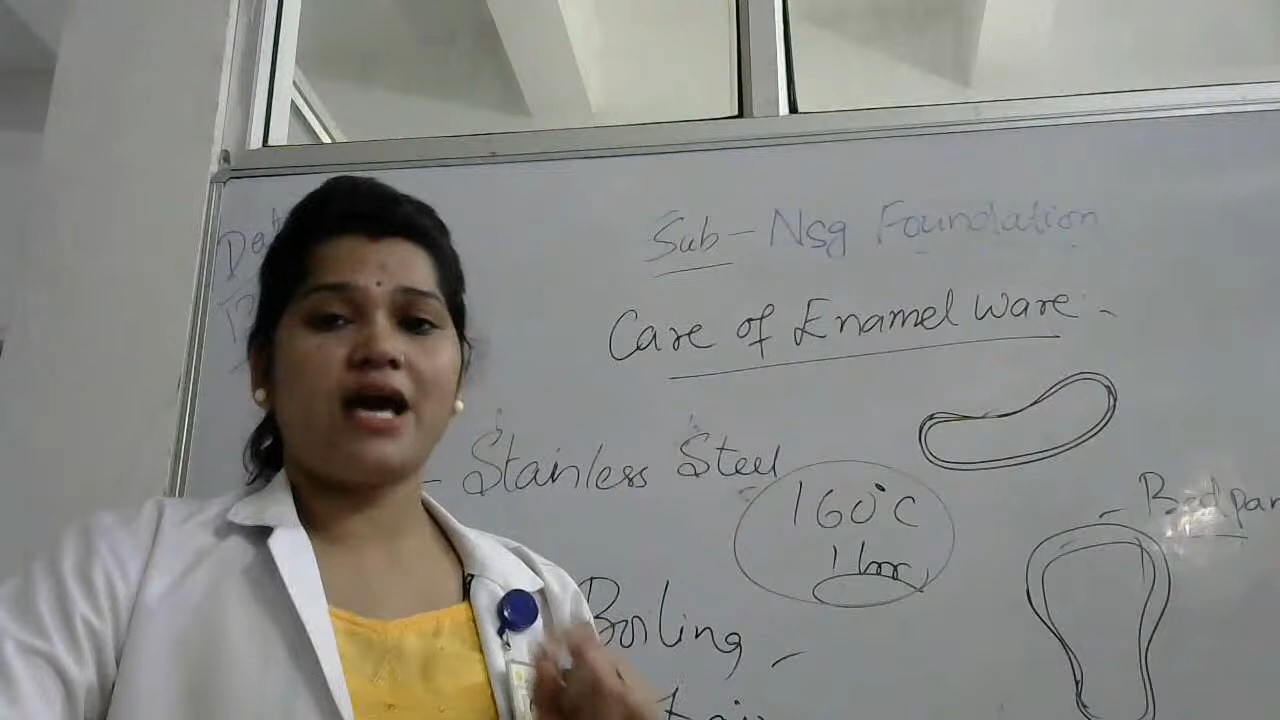 Sub - Nsg Foundation
Care of Enamel Ware -
- Stainless Steel
160°C
1 hr
- Bedpan
Boiling -